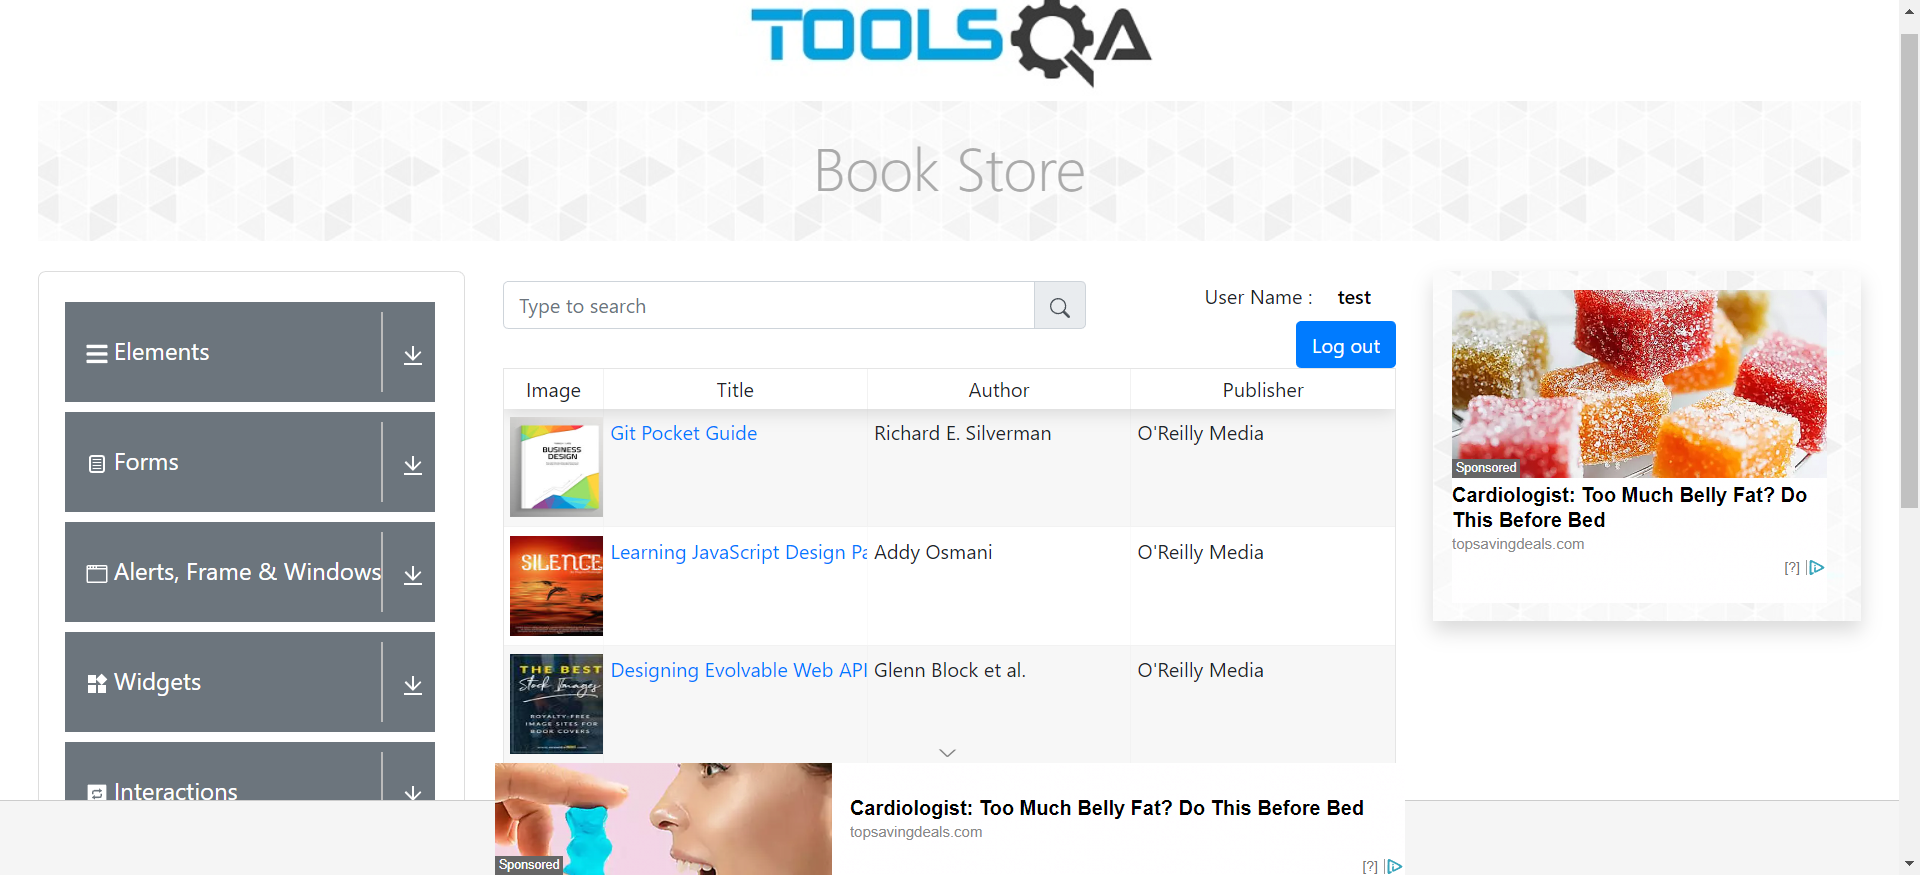 TOOLSQA
Book Store
Elements
Forms
Alerts, Frame & Windows
Widgets
Interactions
Type to search
User Name :
test
Log out
Image
Title
Author
Publisher
BUSINESS
DESIGN
Git Pocket Guide
Richard E. Silverman
O'Reilly Media
SILENCE
Learning JavaScript Design Pa
Addy Osmani
O'Reilly Media
THE BEST
Stock Images
ROYALTY-FREE
IMAGE SITES FOR
BOOK COVERS
Designing Evolvable Web API
Glenn Block et al.
O'Reilly Media
Sponsored
Cardiologist: Too Much Belly Fat? Do
This Before Bed
topsavingdeals.com
[?]
Sponsored
Cardiologist: Too Much Belly Fat? Do This Before Bed
topsavingdeals.com
[?]